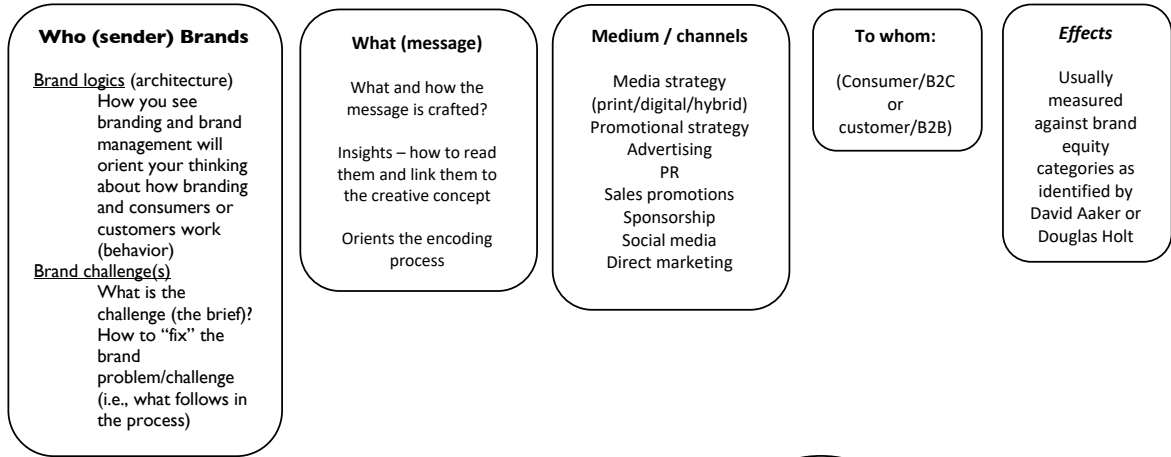 Who (sender) Brands
Brand logics (architecture)
How you see
branding and brand
management will
orient your thinking
about how branding
and consumers or
customers work
(behavior)
Brand challenge(s)
What is the
challenge (the brief)?
How to “fix” the
brand
problem/challenge
(i.e., what follows in
the process)
What (message)
What and how the
message is crafted?
Insights – how to read
them and link them to
the creative concept
Orients the encoding
process
Medium / channels
Media strategy
(print/digital/hybrid)
Promotional strategy
Advertising
PR
Sales promotions
Sponsorship
Social media
Direct marketing
To whom:
(Consumer/B2C
or
customer/B2B)
Effects
Usually
measured
against brand
equity
categories as
identified by
David Aaker or
Douglas Holt